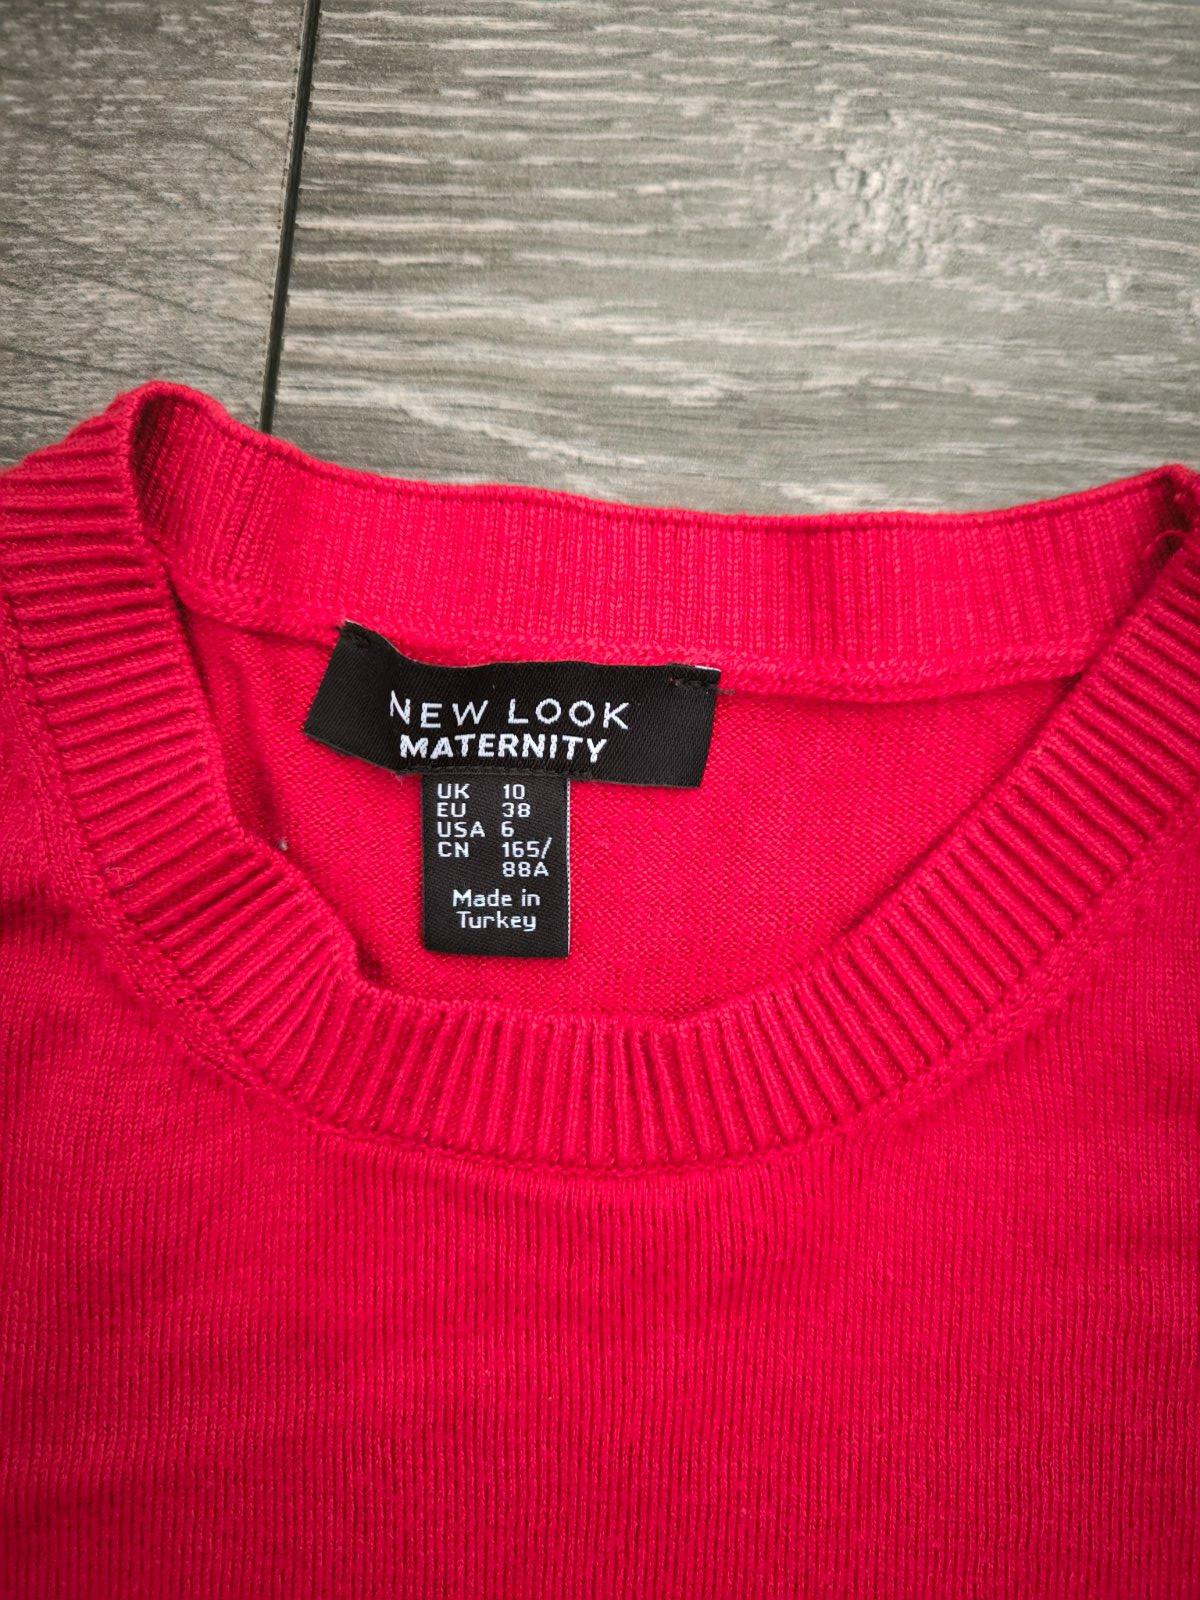 NEW LOOK
MATERNITY
UK 10
EU 38
USA 6
CN 165/
88A
Made in
Turkey